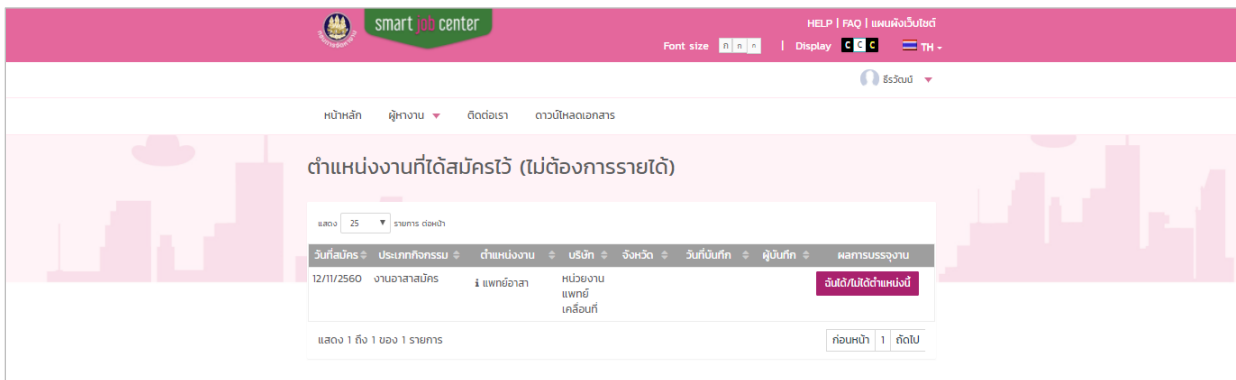 smart job center
HELP | FAQ | แผนผังเว็บไซต์
Font size ก ก ก | Display C C C TH
ธีรวัฒน์
หน้าหลัก ผู้หางาน ติดต่อเรา ดาวน์โหลดเอกสาร
ตำแหน่งงานที่ได้สมัครไว้ (ไม่ต้องการรายได้)
แสดง 25 รายการ ต่อหน้า
วันที่สมัคร ประเภทกิจกรรม ตำแหน่งงาน บริษัท จังหวัด วันที่บันทึก ผู้บันทึก ผลการบรรจุงาน
12/11/2560 งานอาสาสมัคร i แพทย์อาสา หน่วยงาน ฉันได้/ไม่ได้ตำแหน่งนี้
แพทย์
เคลื่อนที่
แสดง 1 ถึง 1 ของ 1 รายการ ก่อนหน้า 1 ถัดไป